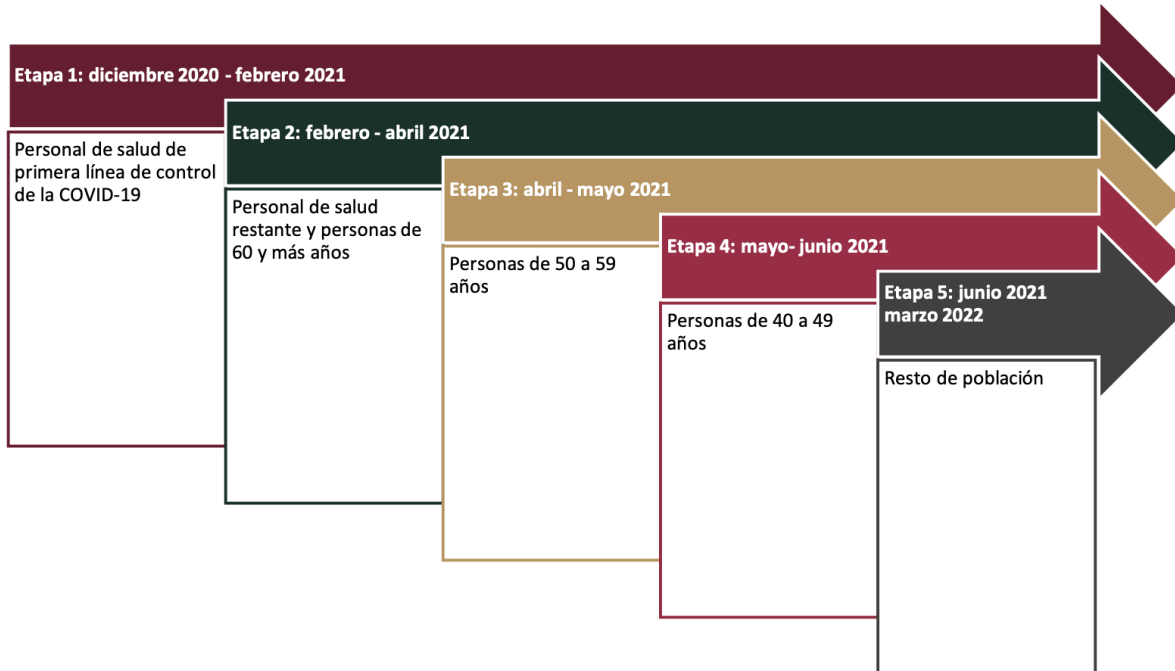 Etapa 1: diciembre 2020 - febrero 2021
Personal de salud de
primera línea de control
de la COVID-19
Etapa 2: febrero - abril 2021
Personal de salud
restante y personas de
60 y más años
Etapa 3: abril - mayo 2021
Personas de 50 a 59
años
Etapa 4: mayo- junio 2021
Personas de 40 a 49
años
Etapa 5: junio 2021
marzo 2022
Resto de población